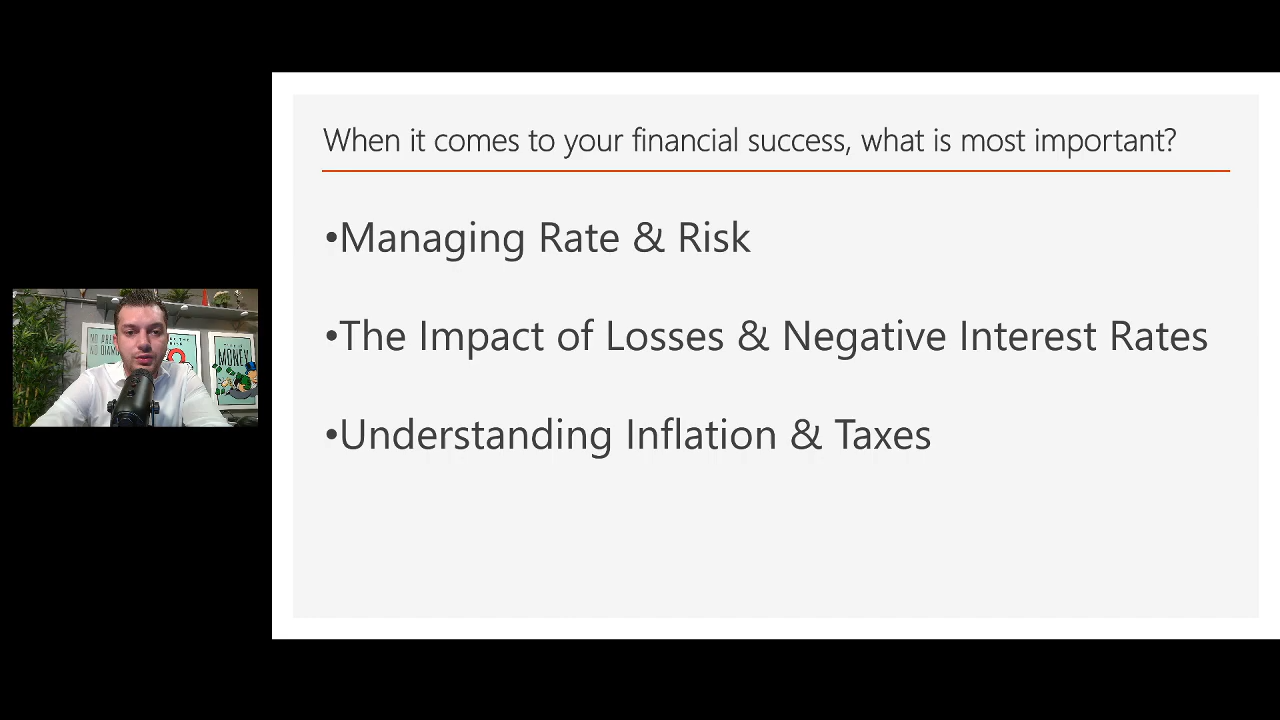 When it comes to your financial success, what is most important?
•Managing Rate & Risk
•The Impact of Losses & Negative Interest Rates
•Understanding Inflation & Taxes
MONEY